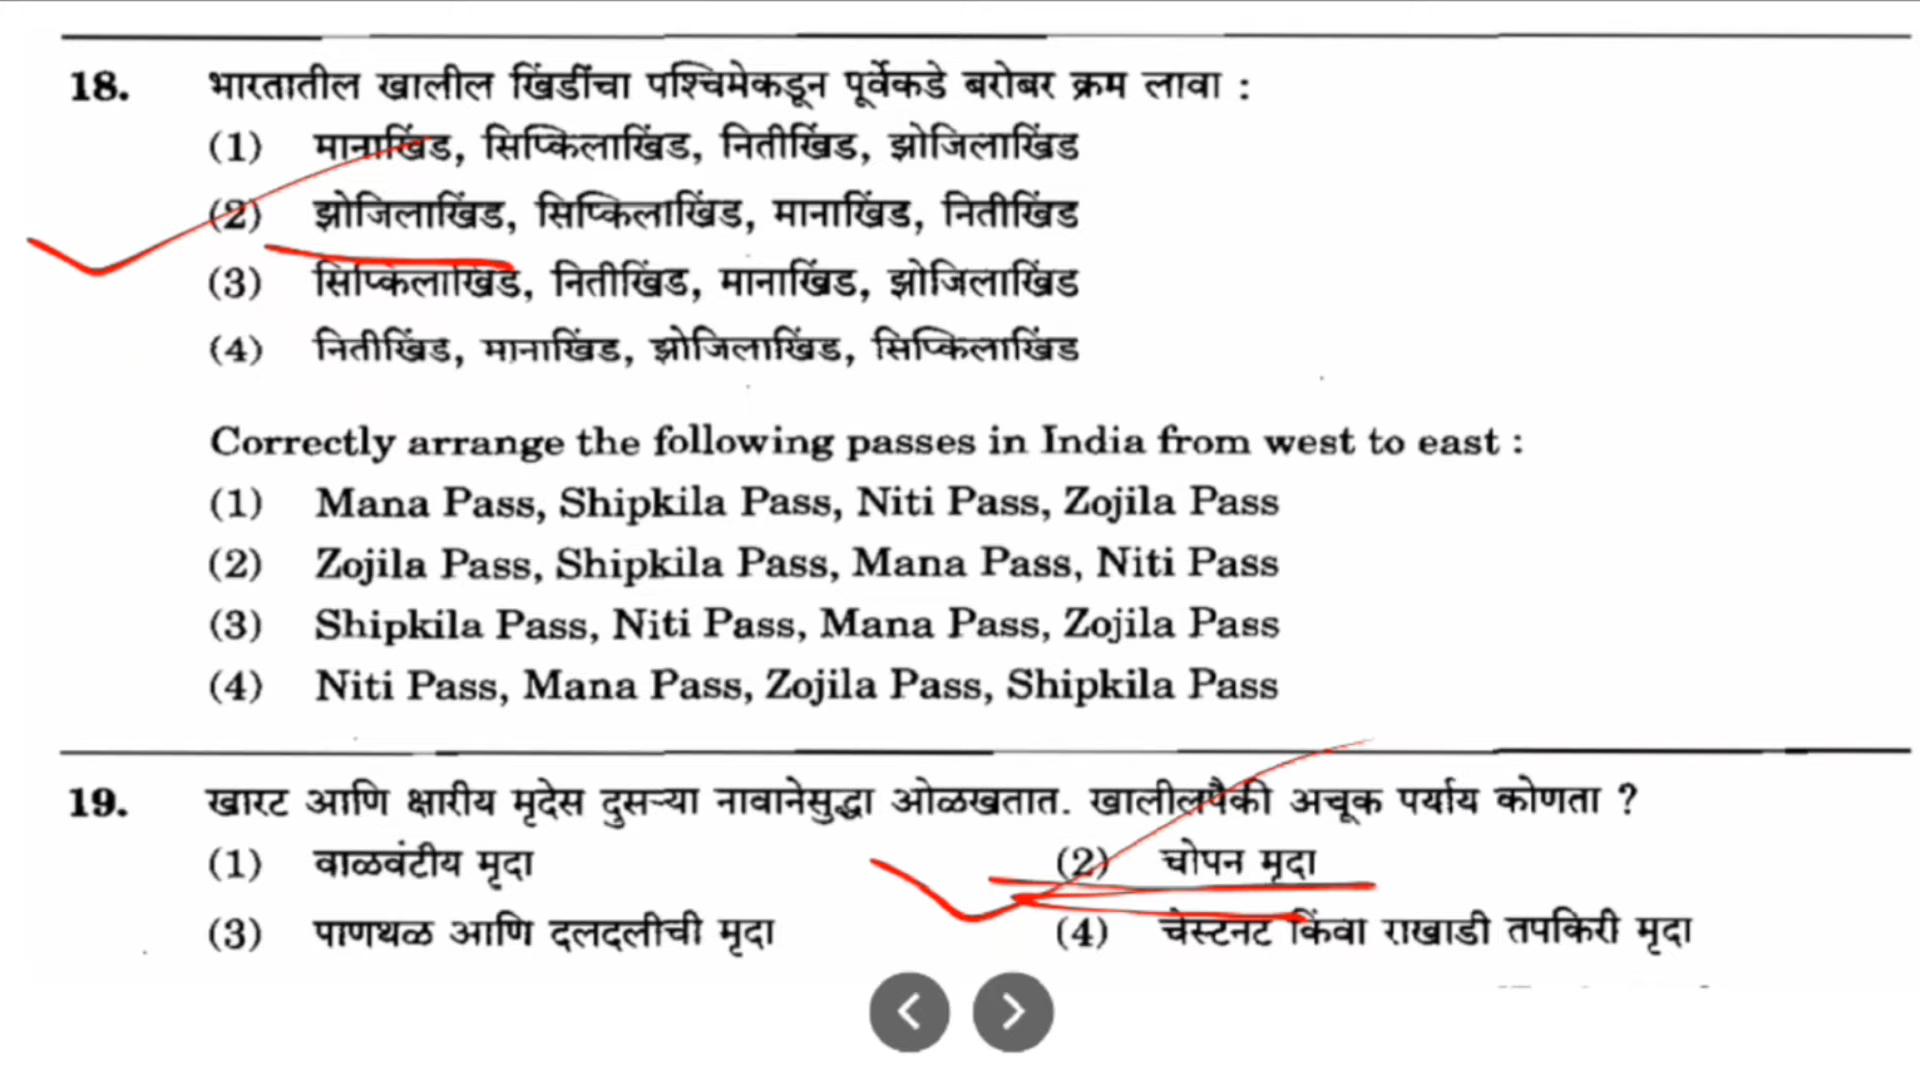 18. भारतातील खालील खिंडींचा पश्चिमेकडून पूर्वेकडे बरोबर क्रम लावा :
(1) मानाखिंड, सिप्किलाखिंड, नितीखिंड, झोजिलाखिंड
(2) झोजिलाखिंड, सिप्किलाखिंड, मानाखिंड, नितीखिंड
(3) सिप्किलाखिंड, नितीखिंड, मानाखिंड, झोजिलाखिंड
(4) नितीखिंड, मानाखिंड, झोजिलाखिंड, सिप्किलाखिंड
Correctly arrange the following passes in India from west to east :
(1) Mana Pass, Shipkila Pass, Niti Pass, Zojila Pass
(2) Zojila Pass, Shipkila Pass, Mana Pass, Niti Pass
(3) Shipkila Pass, Niti Pass, Mana Pass, Zojila Pass
(4) Niti Pass, Mana Pass, Zojila Pass, Shipkila Pass
19. खारट आणि क्षारीय मृदेस दुसऱ्या नावानेसुद्धा ओळखतात. खालीलपैकी अचूक पर्याय कोणता ?
(1) वाळवंटीय मृदा (2) चोपन मृदा
(3) पाणथळ आणि दलदलीची मृदा (4) चेस्टनट किंवा राखाडी तपकिरी मृदा